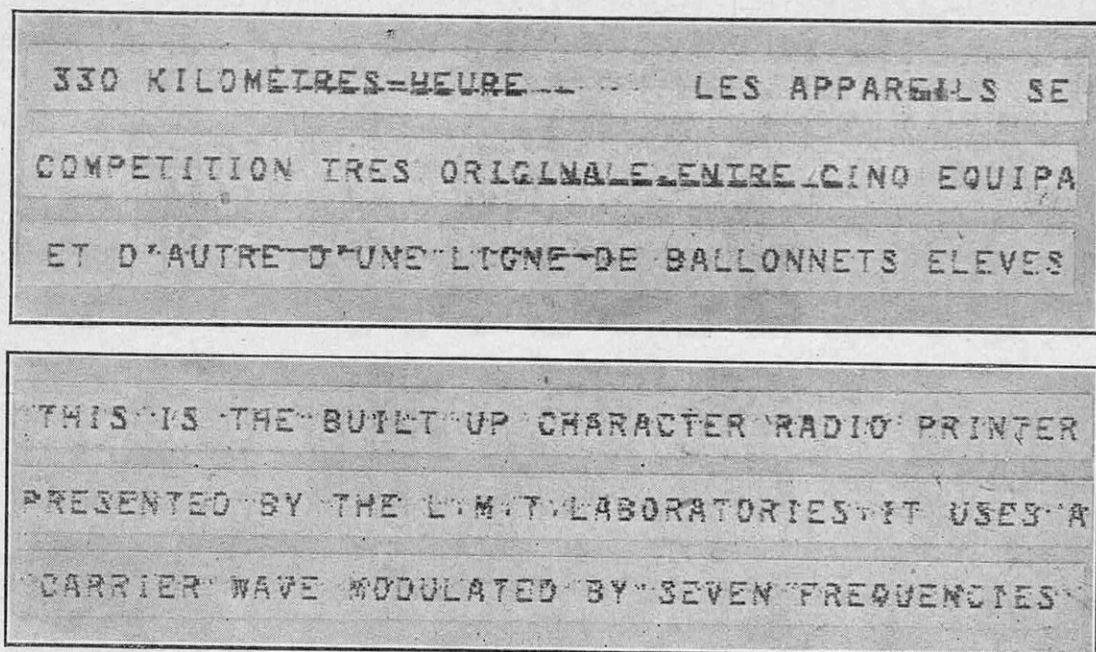 330 KILOMETRES-HEURE LES APPAREILS SE
COMPETITION TRES ORIGINALE ENTRE CINQ EQUIPA
ET D'AUTRE D'UNE LIGNE DE BALLONNETS ELEVES
THIS IS THE BUILT UP CHARACTER RADIO PRINTER
PRESENTED BY THE L.M.T.LABORATORIES.IT USES A
CARRIER WAVE MODULATED BY SEVEN FREQUENCIES